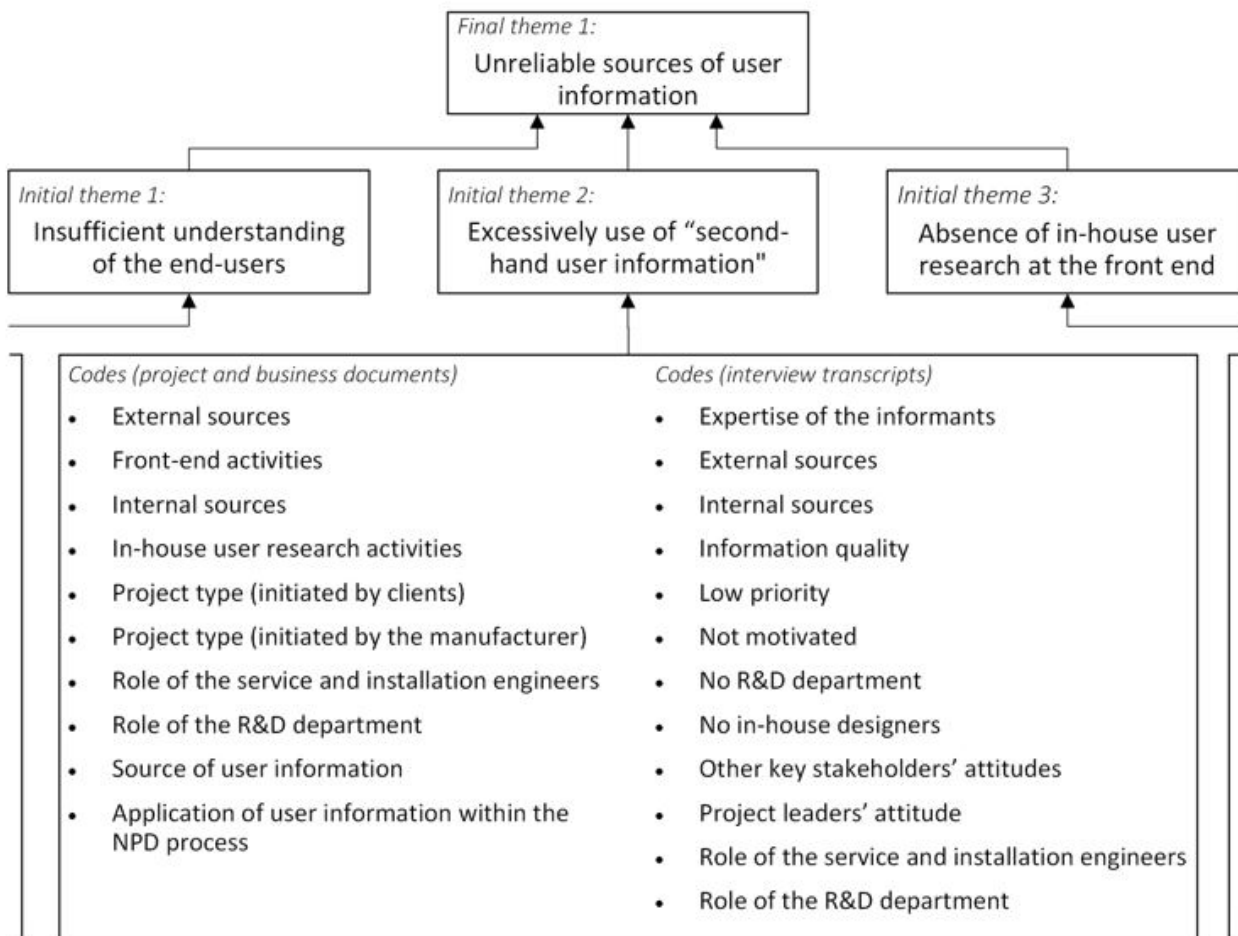 Final theme 1:
Unreliable sources of user
information
Initial theme 1:
Insufficient understanding
of the end-users
Initial theme 2:
Excessively use of “second-
hand user information"
Initial theme 3:
Absence of in-house user
research at the front end
Codes (project and business documents)
• External sources
• Front-end activities
• Internal sources
• In-house user research activities
• Project type (initiated by clients)
• Project type (initiated by the manufacturer)
• Role of the service and installation engineers
• Role of the R&D department
• Source of user information
• Application of user information within the
NPD process
Codes (interview transcripts)
• Expertise of the informants
• External sources
• Internal sources
• Information quality
• Low priority
• Not motivated
• No R&D department
• No in-house designers
• Other key stakeholders’ attitudes
• Project leaders’ attitude
• Role of the service and installation engineers
• Role of the R&D department